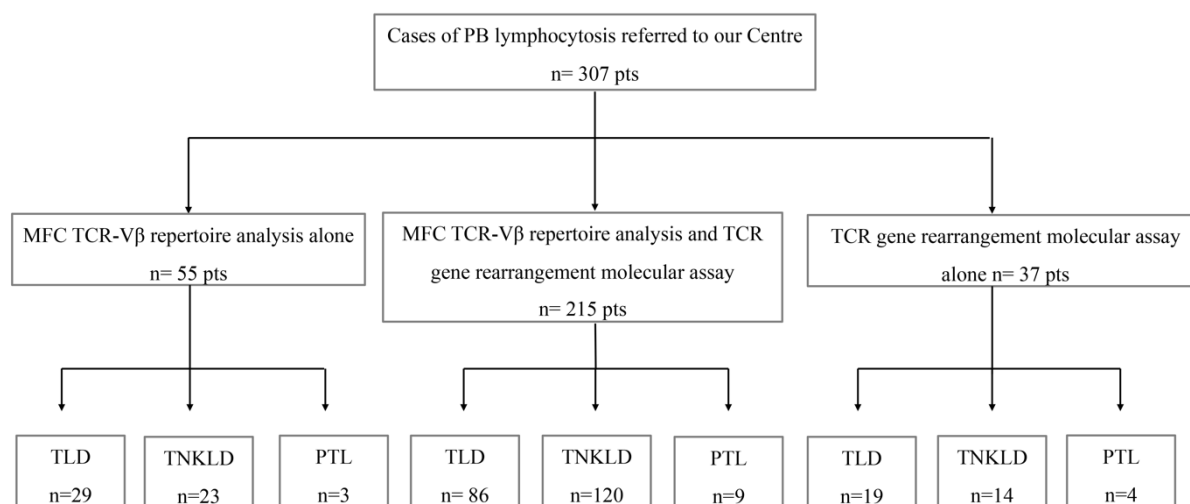 Cases of PB lymphocytosis referred to our Centre
n= 307 pts
MFC TCR-Vβ repertoire analysis alone
n= 55 pts
MFC TCR-Vβ repertoire analysis and TCR
gene rearrangement molecular assay
n= 215 pts
TCR gene rearrangement molecular assay
alone n= 37 pts
TLD
n=29
TNKLD
n=23
PTL
n=3
TLD
n= 86
TNKLD
n=120
PTL
n=9
TLD
n=19
TNKLD
n=14
PTL
n=4